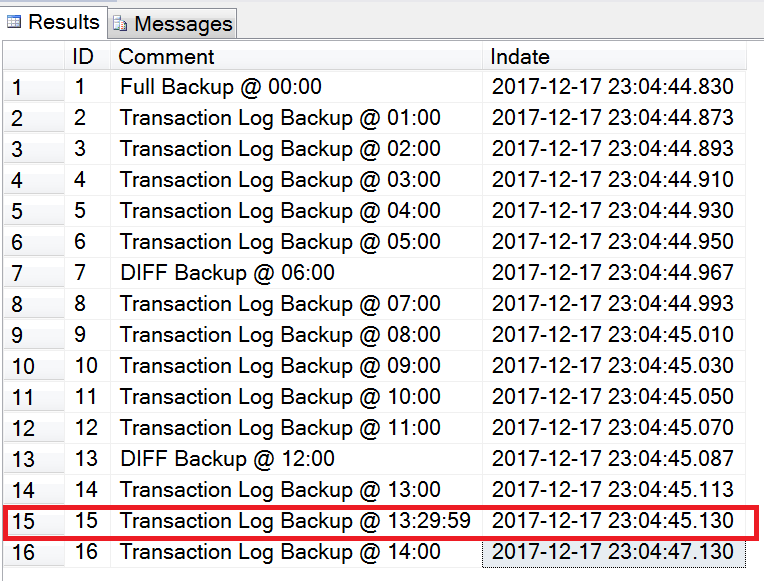 Results Messages
ID Comment Indate
1 1 Full Backup @ 00:00 2017-12-17 23:04:44.830
2 2 Transaction Log Backup @ 01:00 2017-12-17 23:04:44.873
3 3 Transaction Log Backup @ 02:00 2017-12-17 23:04:44.893
4 4 Transaction Log Backup @ 03:00 2017-12-17 23:04:44.910
5 5 Transaction Log Backup @ 04:00 2017-12-17 23:04:44.930
6 6 Transaction Log Backup @ 05:00 2017-12-17 23:04:44.950
7 7 DIFF Backup @ 06:00 2017-12-17 23:04:44.967
8 8 Transaction Log Backup @ 07:00 2017-12-17 23:04:44.993
9 9 Transaction Log Backup @ 08:00 2017-12-17 23:04:45.010
10 10 Transaction Log Backup @ 09:00 2017-12-17 23:04:45.030
11 11 Transaction Log Backup @ 10:00 2017-12-17 23:04:45.050
12 12 Transaction Log Backup @ 11:00 2017-12-17 23:04:45.070
13 13 DIFF Backup @ 12:00 2017-12-17 23:04:45.087
14 14 Transaction Log Backup @ 13:00 2017-12-17 23:04:45.113
15 15 Transaction Log Backup @ 13:29:59 2017-12-17 23:04:45.130
16 16 Transaction Log Backup @ 14:00 2017-12-17 23:04:47.130